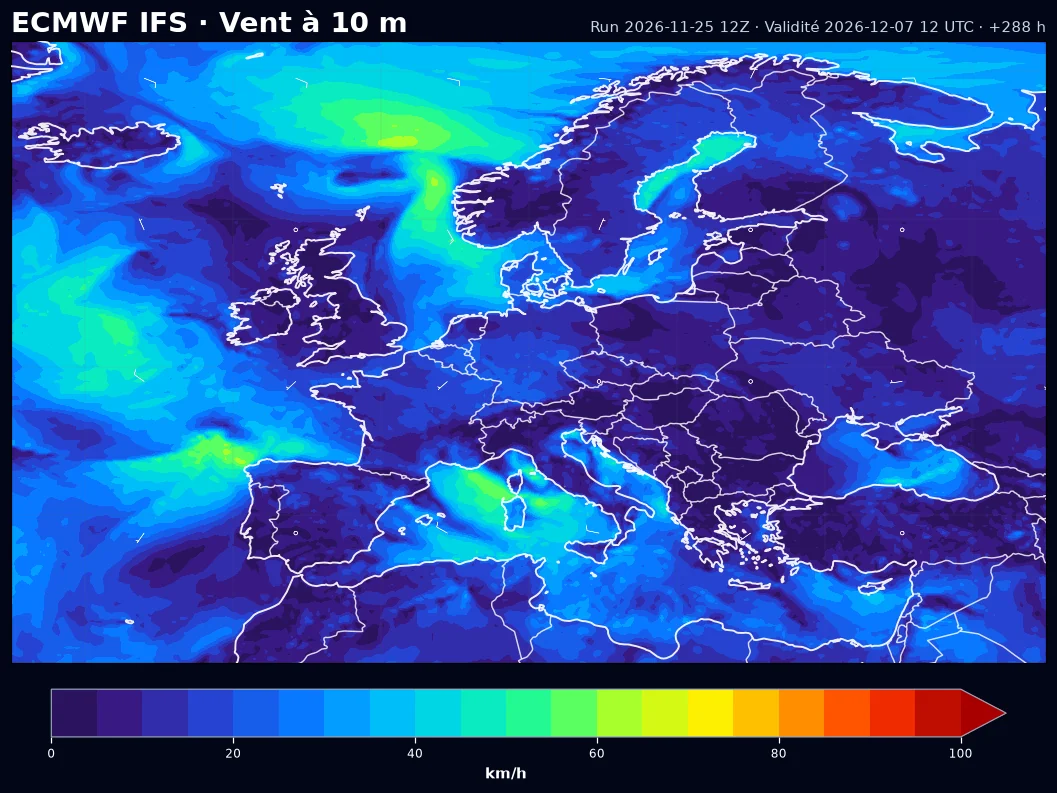 ECMWF IFS · Vent à 10 m
Run 2026-11-25 12Z · Validité 2026-12-07 12 UTC · +288 h
0 20 40 60 80 100
km/h